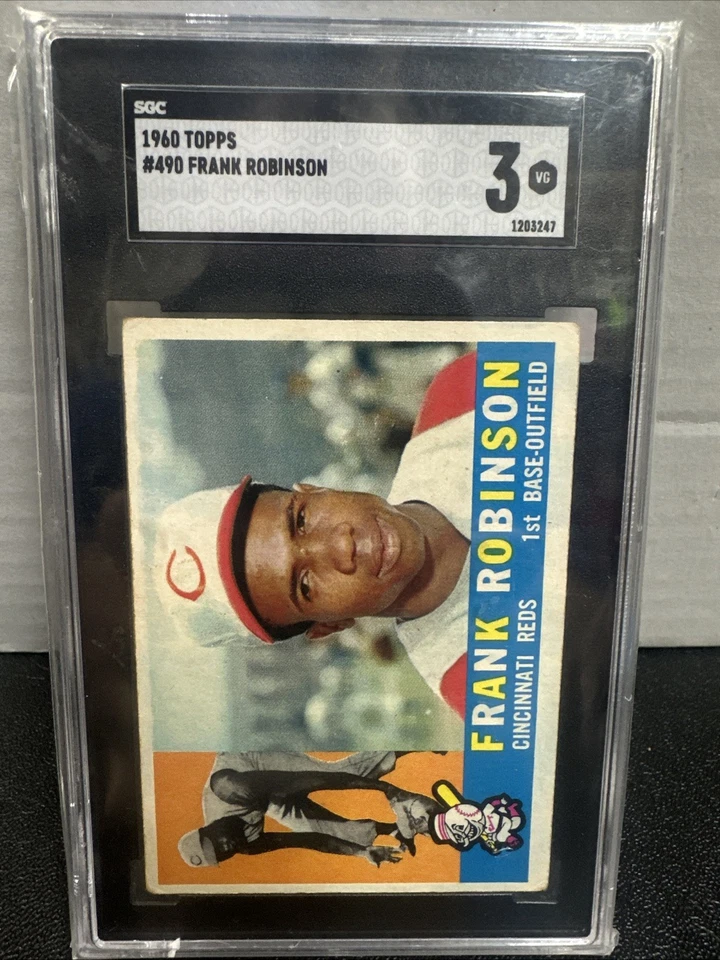 SGC
1960 TOPPS
#490 FRANK ROBINSON
3
VG
1203247
C
FRANK ROBINSON
CINCINNATI REDS 1st BASE-OUTFIELD
C